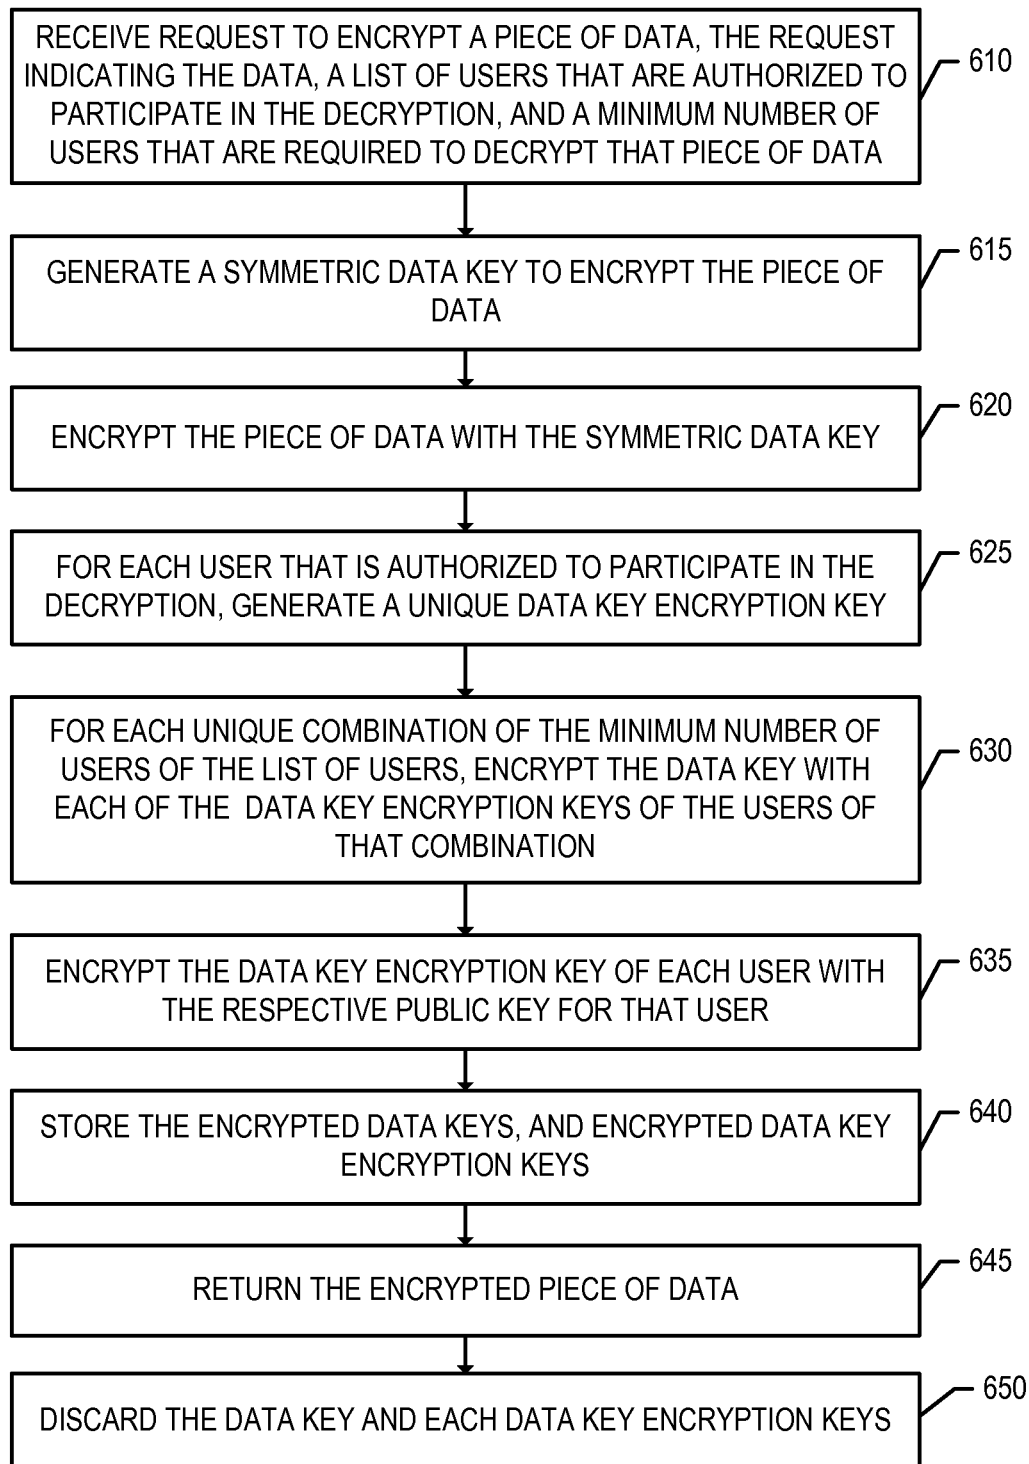 RECEIVE REQUEST TO ENCRYPT A PIECE OF DATA, THE REQUEST
INDICATING THE DATA, A LIST OF USERS THAT ARE AUTHORIZED TO
PARTICIPATE IN THE DECRYPTION, AND A MINIMUM NUMBER OF
USERS THAT ARE REQUIRED TO DECRYPT THAT PIECE OF DATA
610
GENERATE A SYMMETRIC DATA KEY TO ENCRYPT THE PIECE OF
DATA
615
ENCRYPT THE PIECE OF DATA WITH THE SYMMETRIC DATA KEY
620
FOR EACH USER THAT IS AUTHORIZED TO PARTICIPATE IN THE
DECRYPTION, GENERATE A UNIQUE DATA KEY ENCRYPTION KEY
625
FOR EACH UNIQUE COMBINATION OF THE MINIMUM NUMBER OF
USERS OF THE LIST OF USERS, ENCRYPT THE DATA KEY WITH
EACH OF THE DATA KEY ENCRYPTION KEYS OF THE USERS OF
THAT COMBINATION
630
ENCRYPT THE DATA KEY ENCRYPTION KEY OF EACH USER WITH
THE RESPECTIVE PUBLIC KEY FOR THAT USER
635
STORE THE ENCRYPTED DATA KEYS, AND ENCRYPTED DATA KEY
ENCRYPTION KEYS
640
RETURN THE ENCRYPTED PIECE OF DATA
645
DISCARD THE DATA KEY AND EACH DATA KEY ENCRYPTION KEYS
650